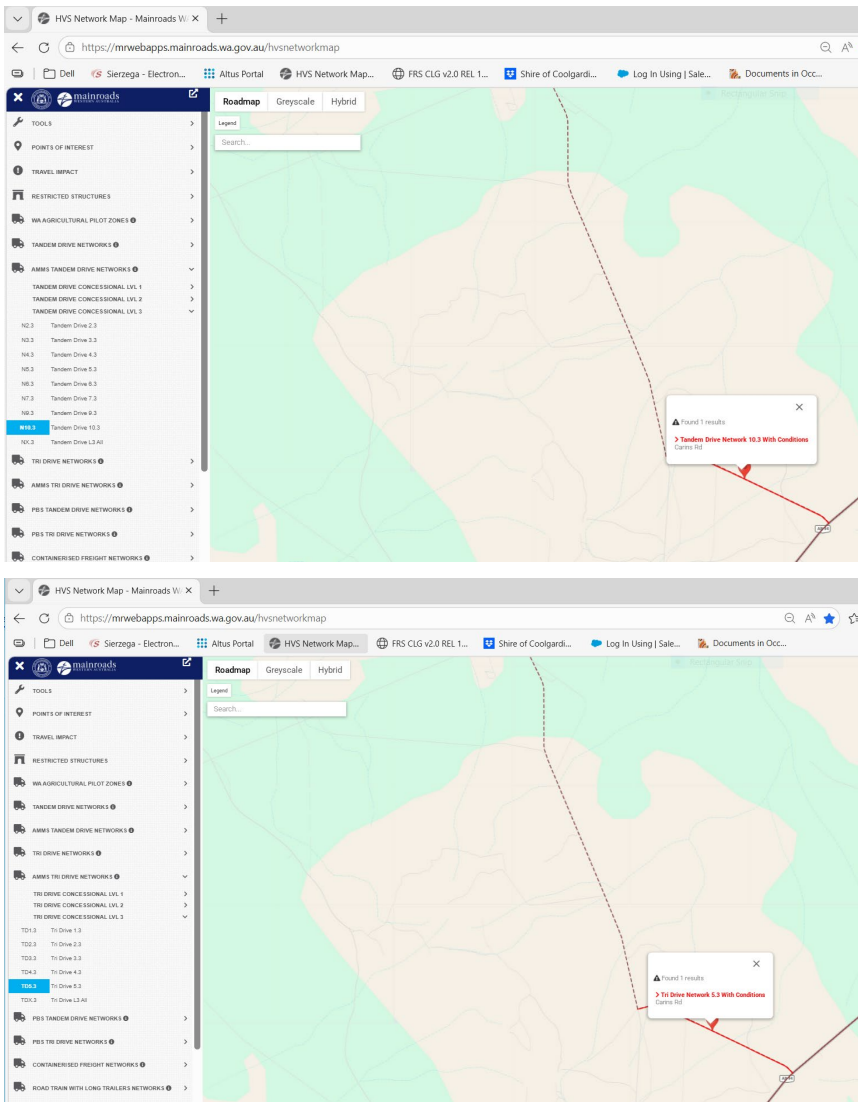 HVS Network Map - Mainroads W
https://mrwebapps.mainroads.wa.gov.au/hvsnetworkmap
Dell
Sierzega - Electron...
Altus Portal
HVS Network Map...
FRS CLG v2.0 REL 1...
Shire of Coolgardi...
Log In Using | Sale...
Documents in Occ...
mainroads
WESTERN AUSTRALIA
Roadmap Greyscale Hybrid
Rectangular Snip
Legend
Search...
TOOLS
POINTS OF INTEREST
TRAVEL IMPACT
RESTRICTED STRUCTURES
WA AGRICULTURAL PILOT ZONES
TANDEM DRIVE NETWORKS
AMMS TANDEM DRIVE NETWORKS
TANDEM DRIVE CONCESSIONAL LVL 1
TANDEM DRIVE CONCESSIONAL LVL 2
TANDEM DRIVE CONCESSIONAL LVL 3
N2.3 Tandem Drive 2.3
N3.3 Tandem Drive 3.3
N4.3 Tandem Drive 4.3
N5.3 Tandem Drive 5.3
N6.3 Tandem Drive 6.3
N7.3 Tandem Drive 7.3
N9.3 Tandem Drive 9.3
N10.3 Tandem Drive 10.3
NX.3 Tandem Drive L3 All
TRI DRIVE NETWORKS
AMMS TRI DRIVE NETWORKS
PBS TANDEM DRIVE NETWORKS
PBS TRI DRIVE NETWORKS
CONTAINERISED FREIGHT NETWORKS
Found 1 results
> Tandem Drive Network 10.3 With Conditions
Carins Rd
HVS Network Map - Mainroads W
https://mrwebapps.mainroads.wa.gov.au/hvsnetworkmap
Dell
Sierzega - Electron...
Altus Portal
HVS Network Map...
FRS CLG v2.0 REL 1...
Shire of Coolgardi...
Log In Using | Sale...
Documents in Occ...
mainroads
WESTERN AUSTRALIA
Roadmap Greyscale Hybrid
Rectangular Snip
Legend
Search...
TOOLS
POINTS OF INTEREST
TRAVEL IMPACT
RESTRICTED STRUCTURES
WA AGRICULTURAL PILOT ZONES
TANDEM DRIVE NETWORKS
AMMS TANDEM DRIVE NETWORKS
TRI DRIVE NETWORKS
AMMS TRI DRIVE NETWORKS
TRI DRIVE CONCESSIONAL LVL 1
TRI DRIVE CONCESSIONAL LVL 2
TRI DRIVE CONCESSIONAL LVL 3
TD1.3 Tri Drive 1.3
TD2.3 Tri Drive 2.3
TD3.3 Tri Drive 3.3
TD4.3 Tri Drive 4.3
TD5.3 Tri Drive 5.3
TDX.3 Tri Drive L3 All
PBS TANDEM DRIVE NETWORKS
PBS TRI DRIVE NETWORKS
CONTAINERISED FREIGHT NETWORKS
ROAD TRAIN WITH LONG TRAILERS NETWORKS
Found 1 results
> Tri Drive Network 5.3 With Conditions
Carins Rd